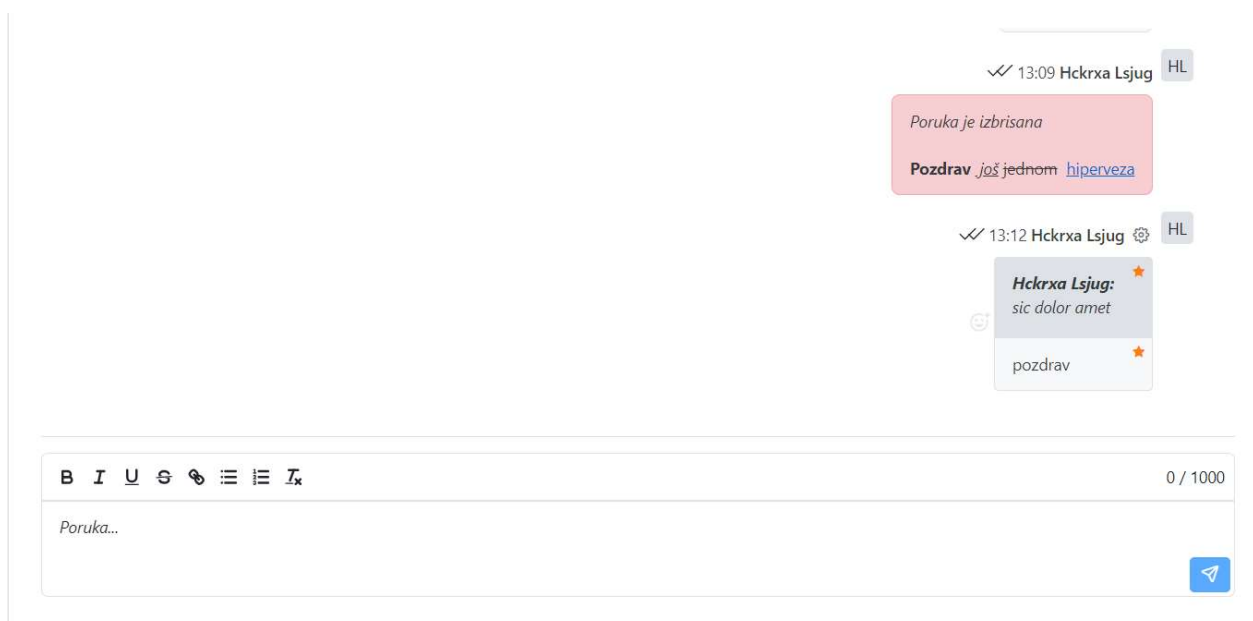 13:09 Hckrxa Lsjug HL
Poruka je izbrisana
Pozdrav još jednom hiperveza
13:12 Hckrxa Lsjug HL
Hckrxa Lsjug:
sic dolor amet
pozdrav
B I U S 0 / 1000
Poruka...